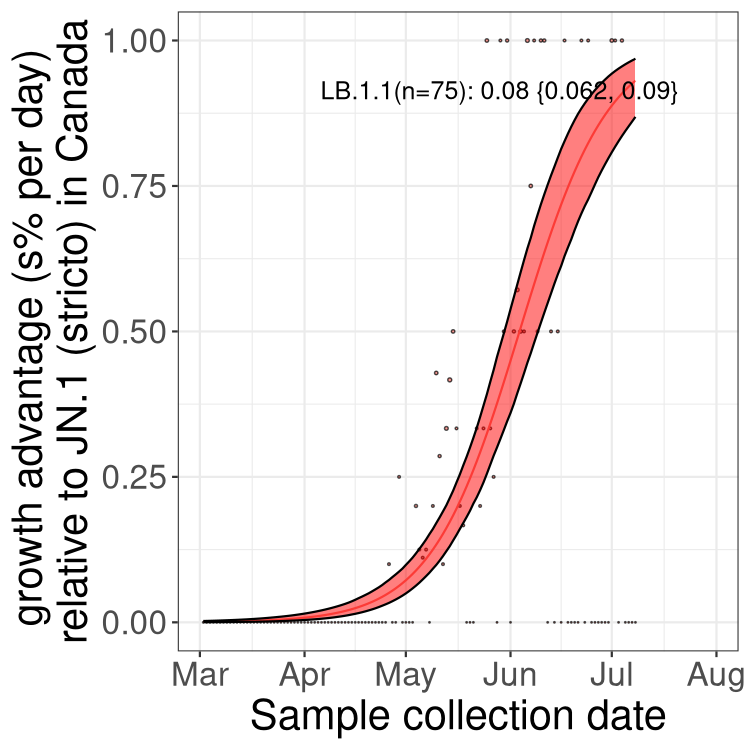 growth advantage (s% per day)
relative to JN.1 (stricto) in Canada
1.00
0.75
0.50
0.25
0.00
LB.1.1(n=75): 0.08 {0.062, 0.09}
Mar Apr May Jun Jul Aug
Sample collection date